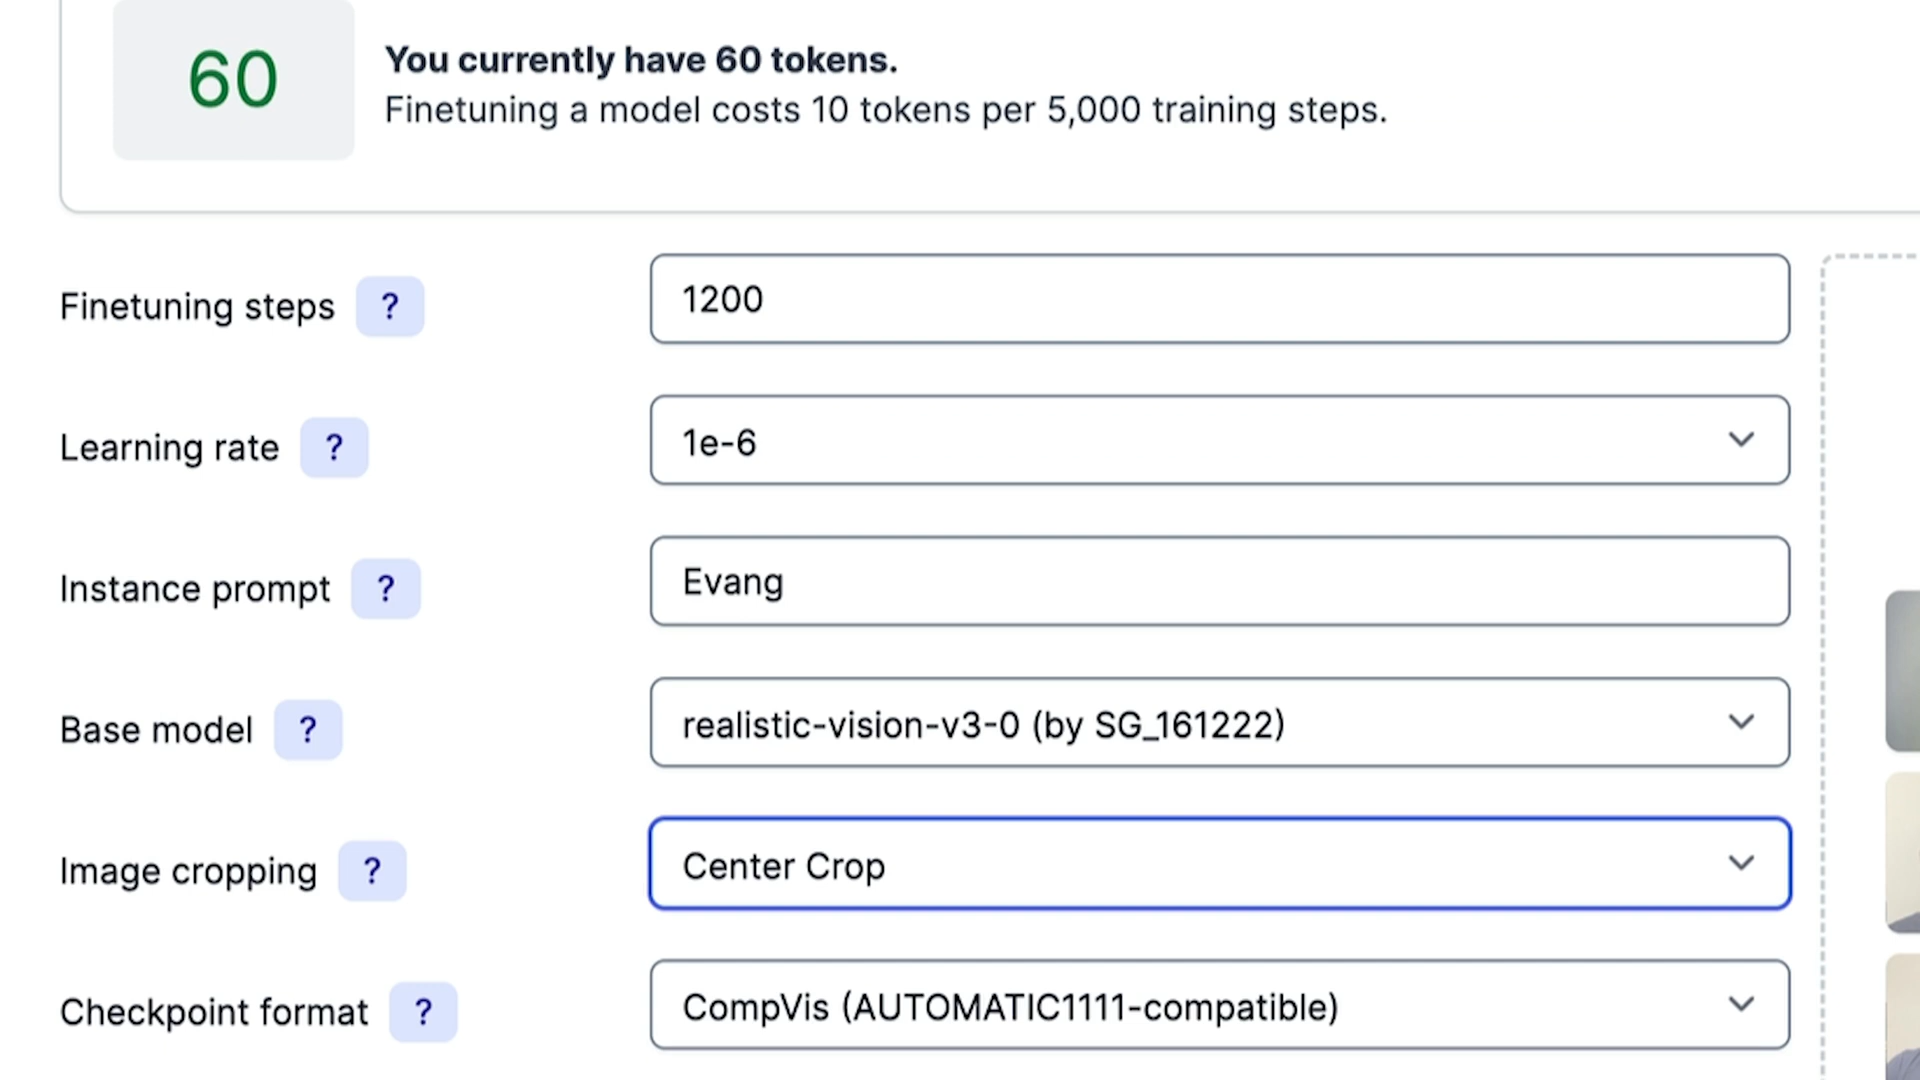 60
You currently have 60 tokens.
Finetuning a model costs 10 tokens per 5,000 training steps.
Finetuning steps ? 1200
Learning rate ? 1e-6
Instance prompt ? Evang
Base model ? realistic-vision-v3-0 (by SG_161222)
Image cropping ? Center Crop
Checkpoint format ? CompVis (AUTOMATIC1111-compatible)